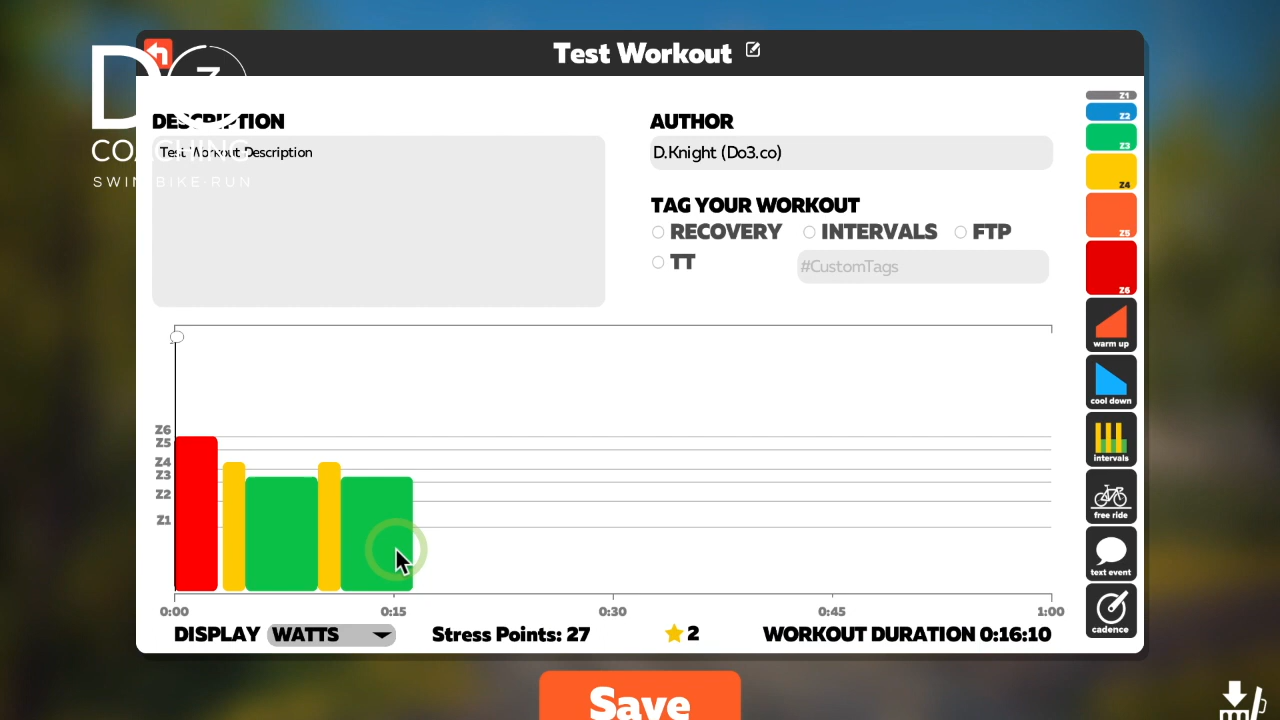 Test Workout
DESCRIPTION
Test Workout Description
COACHING
SWIM·BIKE·RUN
AUTHOR
D.Knight (Do3.co)
TAG YOUR WORKOUT
RECOVERY INTERVALS FTP
TT #CustomTags
Z1
Z2
Z3
Z4
Z5
Z6
warm up
cool down
intervals
free ride
text event
cadence
Z6
Z5
Z4
Z3
Z2
Z1
0:00 0:15 0:30 0:45 1:00
DISPLAY WATTS Stress Points: 27 2 WORKOUT DURATION 0:16:10
Save